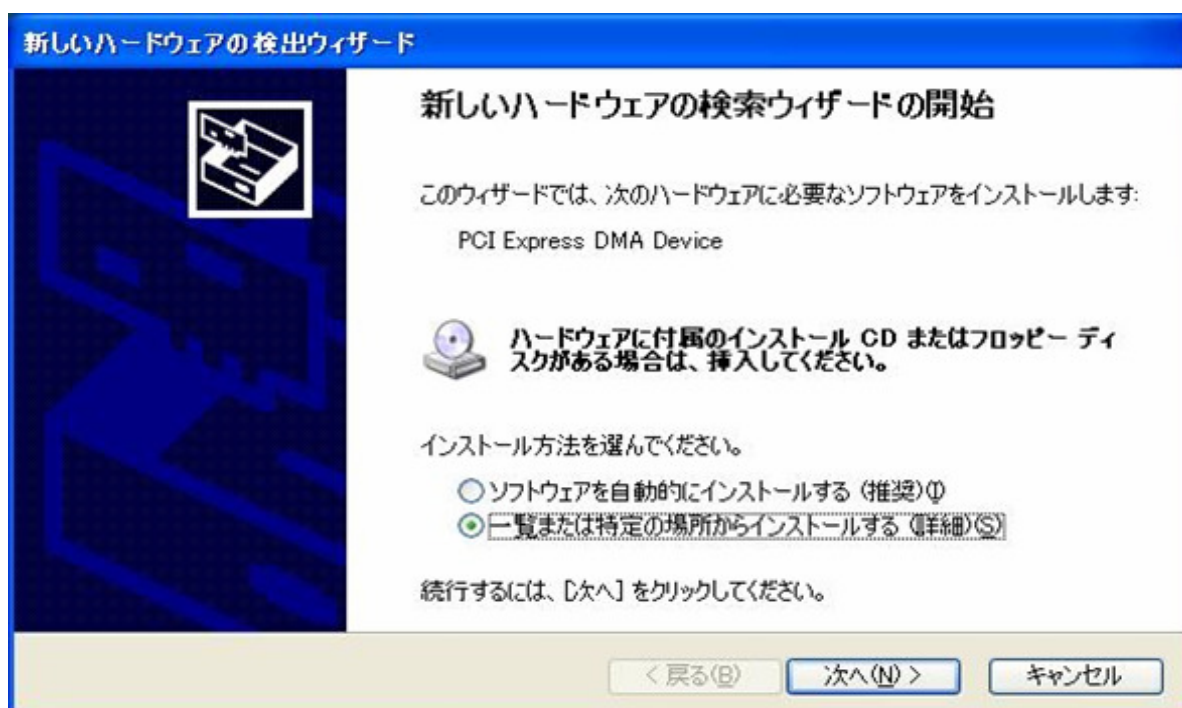 新しいハードウェアの検出ウィザード
新しいハードウェアの検索ウィザードの開始
このウィザードでは、次のハードウェアに必要なソフトウェアをインストールします:
PCI Express DMA Device
ハードウェアに付属のインストール CD またはフロッピー ディ
スクがある場合は、挿入してください。
インストール方法を選んでください。
ソフトウェアを自動的にインストールする (推奨)(I)
一覧または特定の場所からインストールする (詳細)(S)
続行するには、[次へ] をクリックしてください。
< 戻る(B)
次へ(N) >
キャンセル